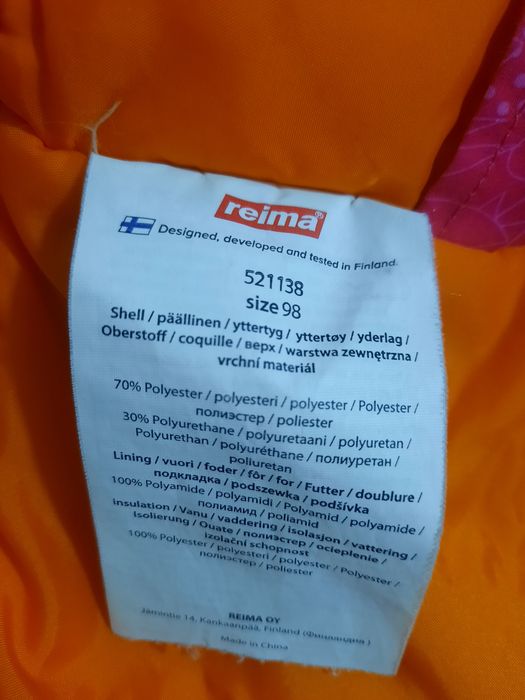 reima®
Designed, developed and tested in Finland.
521138
size 98
Shell / päällinen / yttertyg / yttertøy / yderlag /
Oberstoff / coquille / верх / warstwa zewnętrzna /
vrchní materiál
70% Polyester / polyesteri / polyester / Polyester /
полиэстер / poliester
30% Polyurethane / polyuretaani / polyuretan /
Polyurethan / polyuréthane / полиуретан /
poliuretan
Lining / vuori / foder / fôr / for / Futter / doublure /
подкладка / podszewka / podšívka
100% Polyamide / polyamidi / Polyamid / polyamide /
полиамид / poliamid
insulation / Vanu / vaddering / isolasjon / vattering /
Isolierung / Ouate / полиэстер / ocieplenie /
izolační schopnost
100% Polyester / polyesteri / polyester / Polyester /
полиэстер / poliester
REIMA OY
Jämintie 14, Kankaanpää, Finland (Финляндия)
Made in China